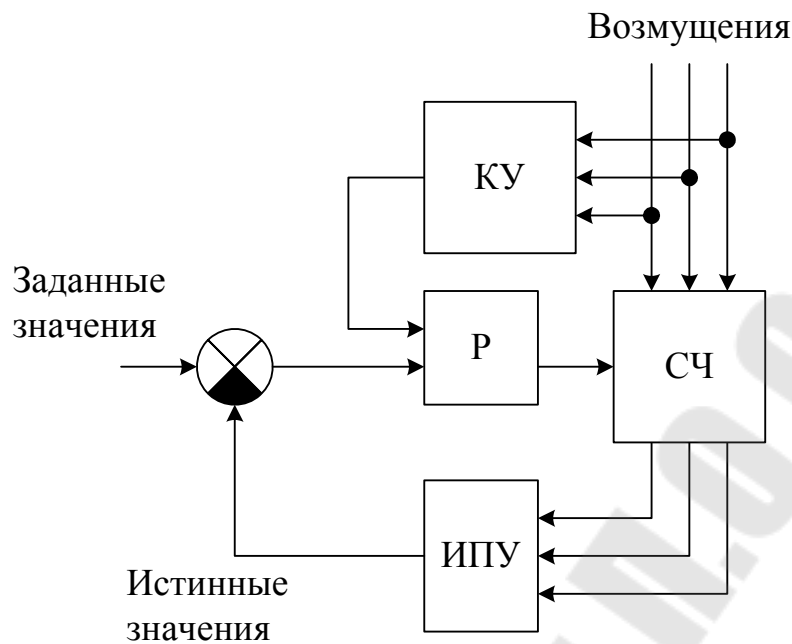 Возмущения
КУ
Заданные
значения
Р
СЧ
ИПУ
Истинные
значения